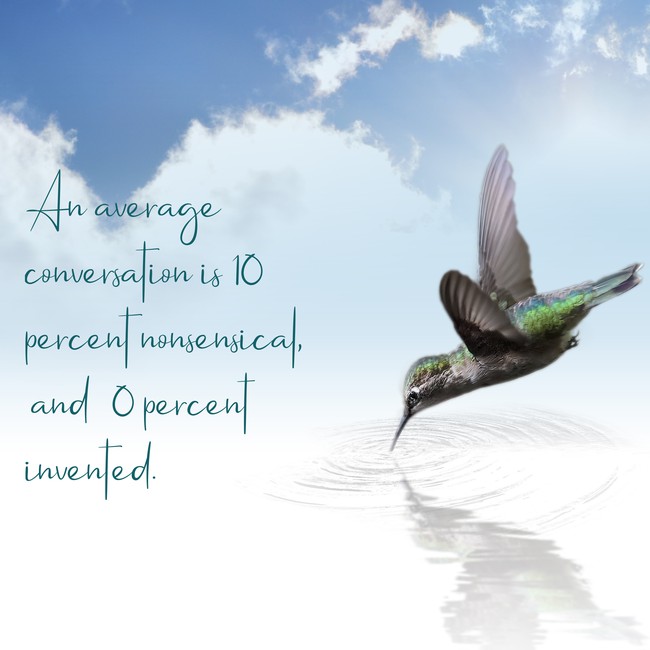 An average
conversation is 10
percent nonsensical,
and 0 percent
invented.